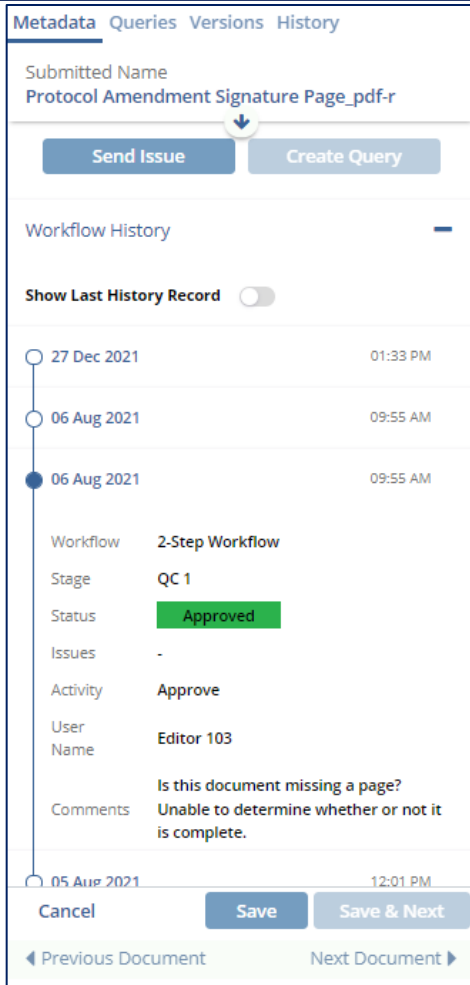 Metadata Queries Versions History
Submitted Name
Protocol Amendment Signature Page_pdf-r
Send Issue Create Query
Workflow History
Show Last History Record
27 Dec 2021 01:33 PM
06 Aug 2021 09:55 AM
06 Aug 2021 09:55 AM
Workflow 2-Step Workflow
Stage QC 1
Status Approved
Issues -
Activity Approve
User
Name Editor 103
Comments Is this document missing a page?
Unable to determine whether or not it
is complete.
05 Aug 2021 12:01 PM
Cancel Save Save & Next
Previous Document Next Document